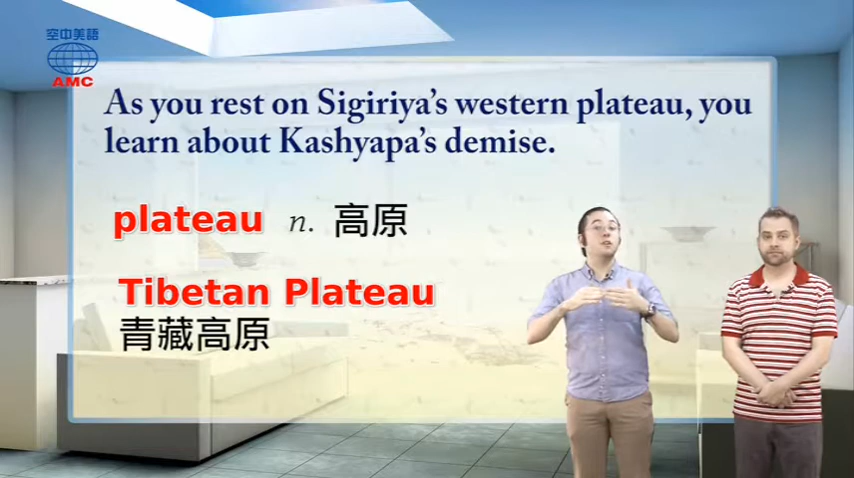 空中美語
AMC
As you rest on Sigiriya's western plateau, you
learn about Kashyapa's demise.
plateau n. 高原
Tibetan Plateau
青藏高原